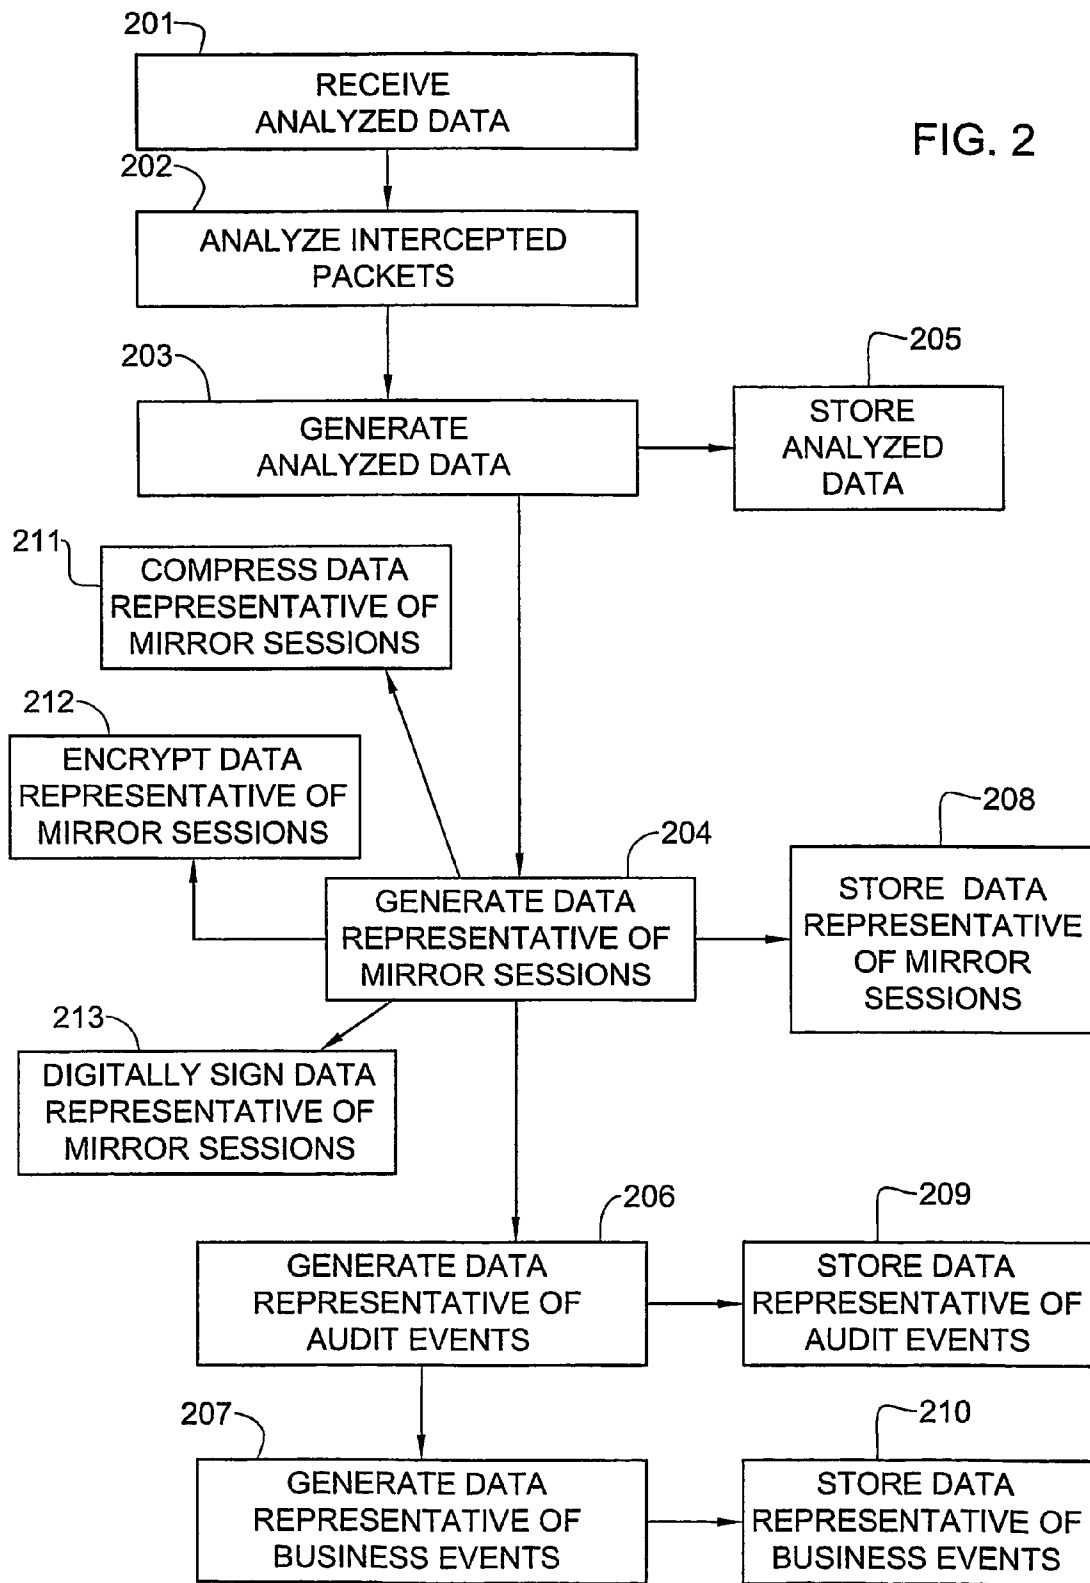 201
RECEIVE
ANALYZED DATA
FIG. 2
202
ANALYZE INTERCEPTED
PACKETS
203
GENERATE
ANALYZED DATA
205
STORE
ANALYZED
DATA
211
COMPRESS DATA
REPRESENTATIVE OF
MIRROR SESSIONS
212
ENCRYPT DATA
REPRESENTATIVE OF
MIRROR SESSIONS
204
GENERATE DATA
REPRESENTATIVE OF
MIRROR SESSIONS
208
STORE DATA
REPRESENTATIVE
OF MIRROR
SESSIONS
213
DIGITALLY SIGN DATA
REPRESENTATIVE OF
MIRROR SESSIONS
206
GENERATE DATA
REPRESENTATIVE OF
AUDIT EVENTS
209
STORE DATA
REPRESENTATIVE OF
AUDIT EVENTS
207
GENERATE DATA
REPRESENTATIVE OF
BUSINESS EVENTS
210
STORE DATA
REPRESENTATIVE OF
BUSINESS EVENTS